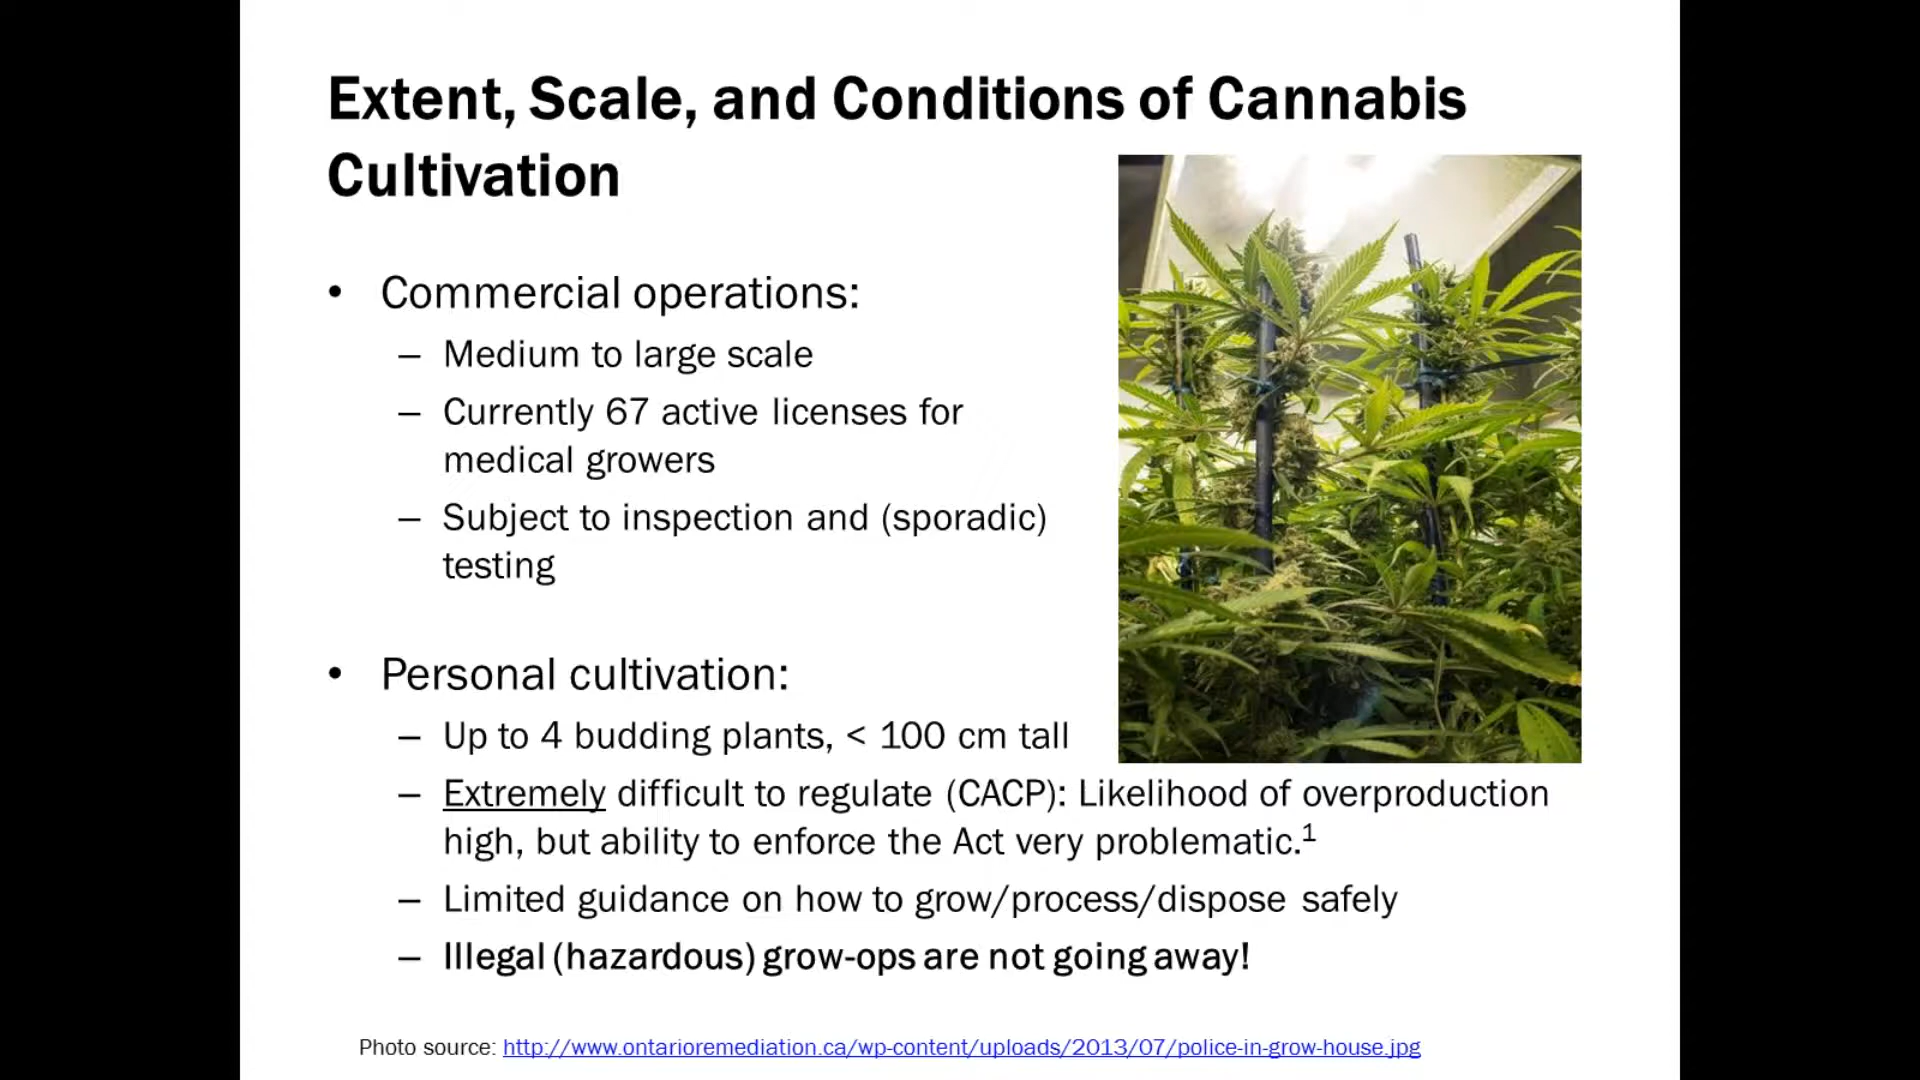 Extent, Scale, and Conditions of Cannabis
Cultivation
• Commercial operations:
– Medium to large scale
– Currently 67 active licenses for
medical growers
– Subject to inspection and (sporadic)
testing
• Personal cultivation:
– Up to 4 budding plants, < 100 cm tall
– Extremely difficult to regulate (CACP): Likelihood of overproduction
high, but ability to enforce the Act very problematic.¹
– Limited guidance on how to grow/process/dispose safely
– Illegal (hazardous) grow-ops are not going away!
Photo source: http://www.ontarioremediation.ca/wp-content/uploads/2013/07/police-in-grow-house.jpg